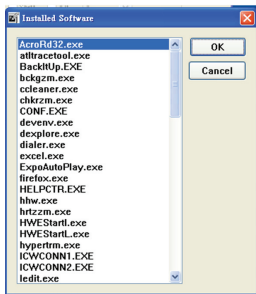 Installed Software
AcroRd32.exe
OK
atltracetool.exe
BackItUp.EXE
Cancel
bckgzm.exe
ccleaner.exe
chkrzm.exe
CONF.EXE
devenv.exe
dexplore.exe
dialer.exe
excel.exe
ExpoAutoPlay.exe
firefox.exe
HELPCTR.EXE
hhw.exe
hrtzzm.exe
HWEStartI.exe
HWEStartL.exe
hypertrm.exe
ICWCONN1.EXE
ICWCONN2.EXE
Iedit.exe